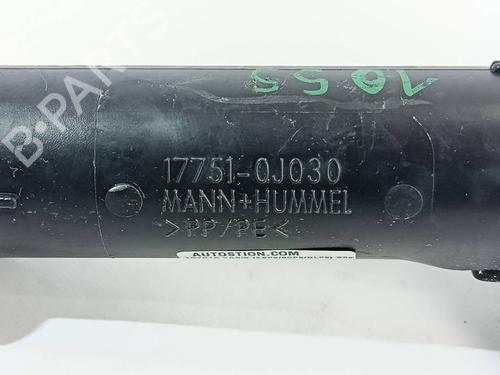 B-PARTS
1055
17751-0J030
MANN+HUMMEL
>PP/PE<
AUTOSTION.COM